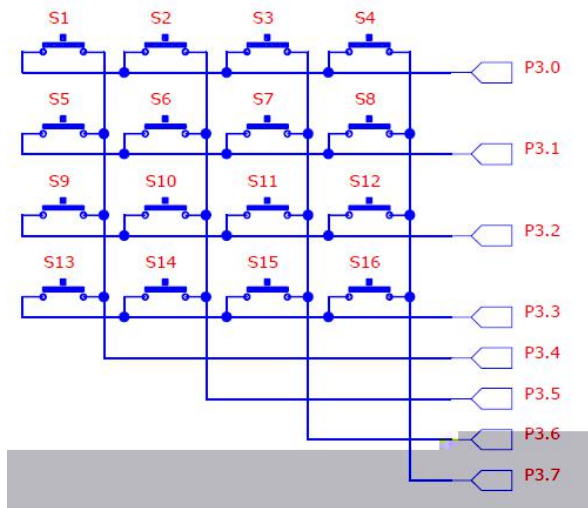 S1 S2 S3 S4
P3.0
S5 S6 S7 S8
P3.1
S9 S10 S11 S12
P3.2
S13 S14 S15 S16
P3.3
P3.4
P3.5
P3.6
P3.7